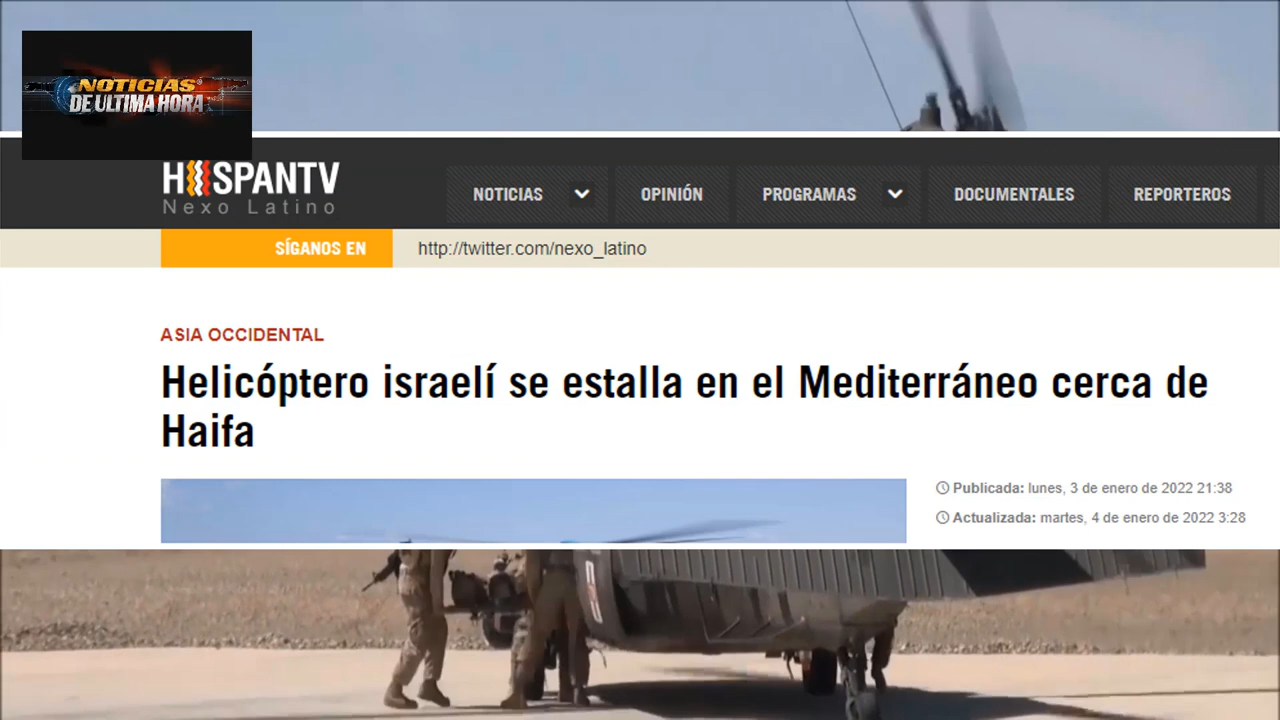 NOTICIAS
DE ULTIMA HORA
HISPANTV
Nexo Latino
NOTICIAS
OPINIÓN
PROGRAMAS
DOCUMENTALES
REPORTEROS
SÍGANOS EN
http://twitter.com/nexo_latino
ASIA OCCIDENTAL
Helicóptero israelí se estalla en el Mediterráneo cerca de
Haifa
Publicada: lunes, 3 de enero de 2022 21:38
Actualizada: martes, 4 de enero de 2022 3:28